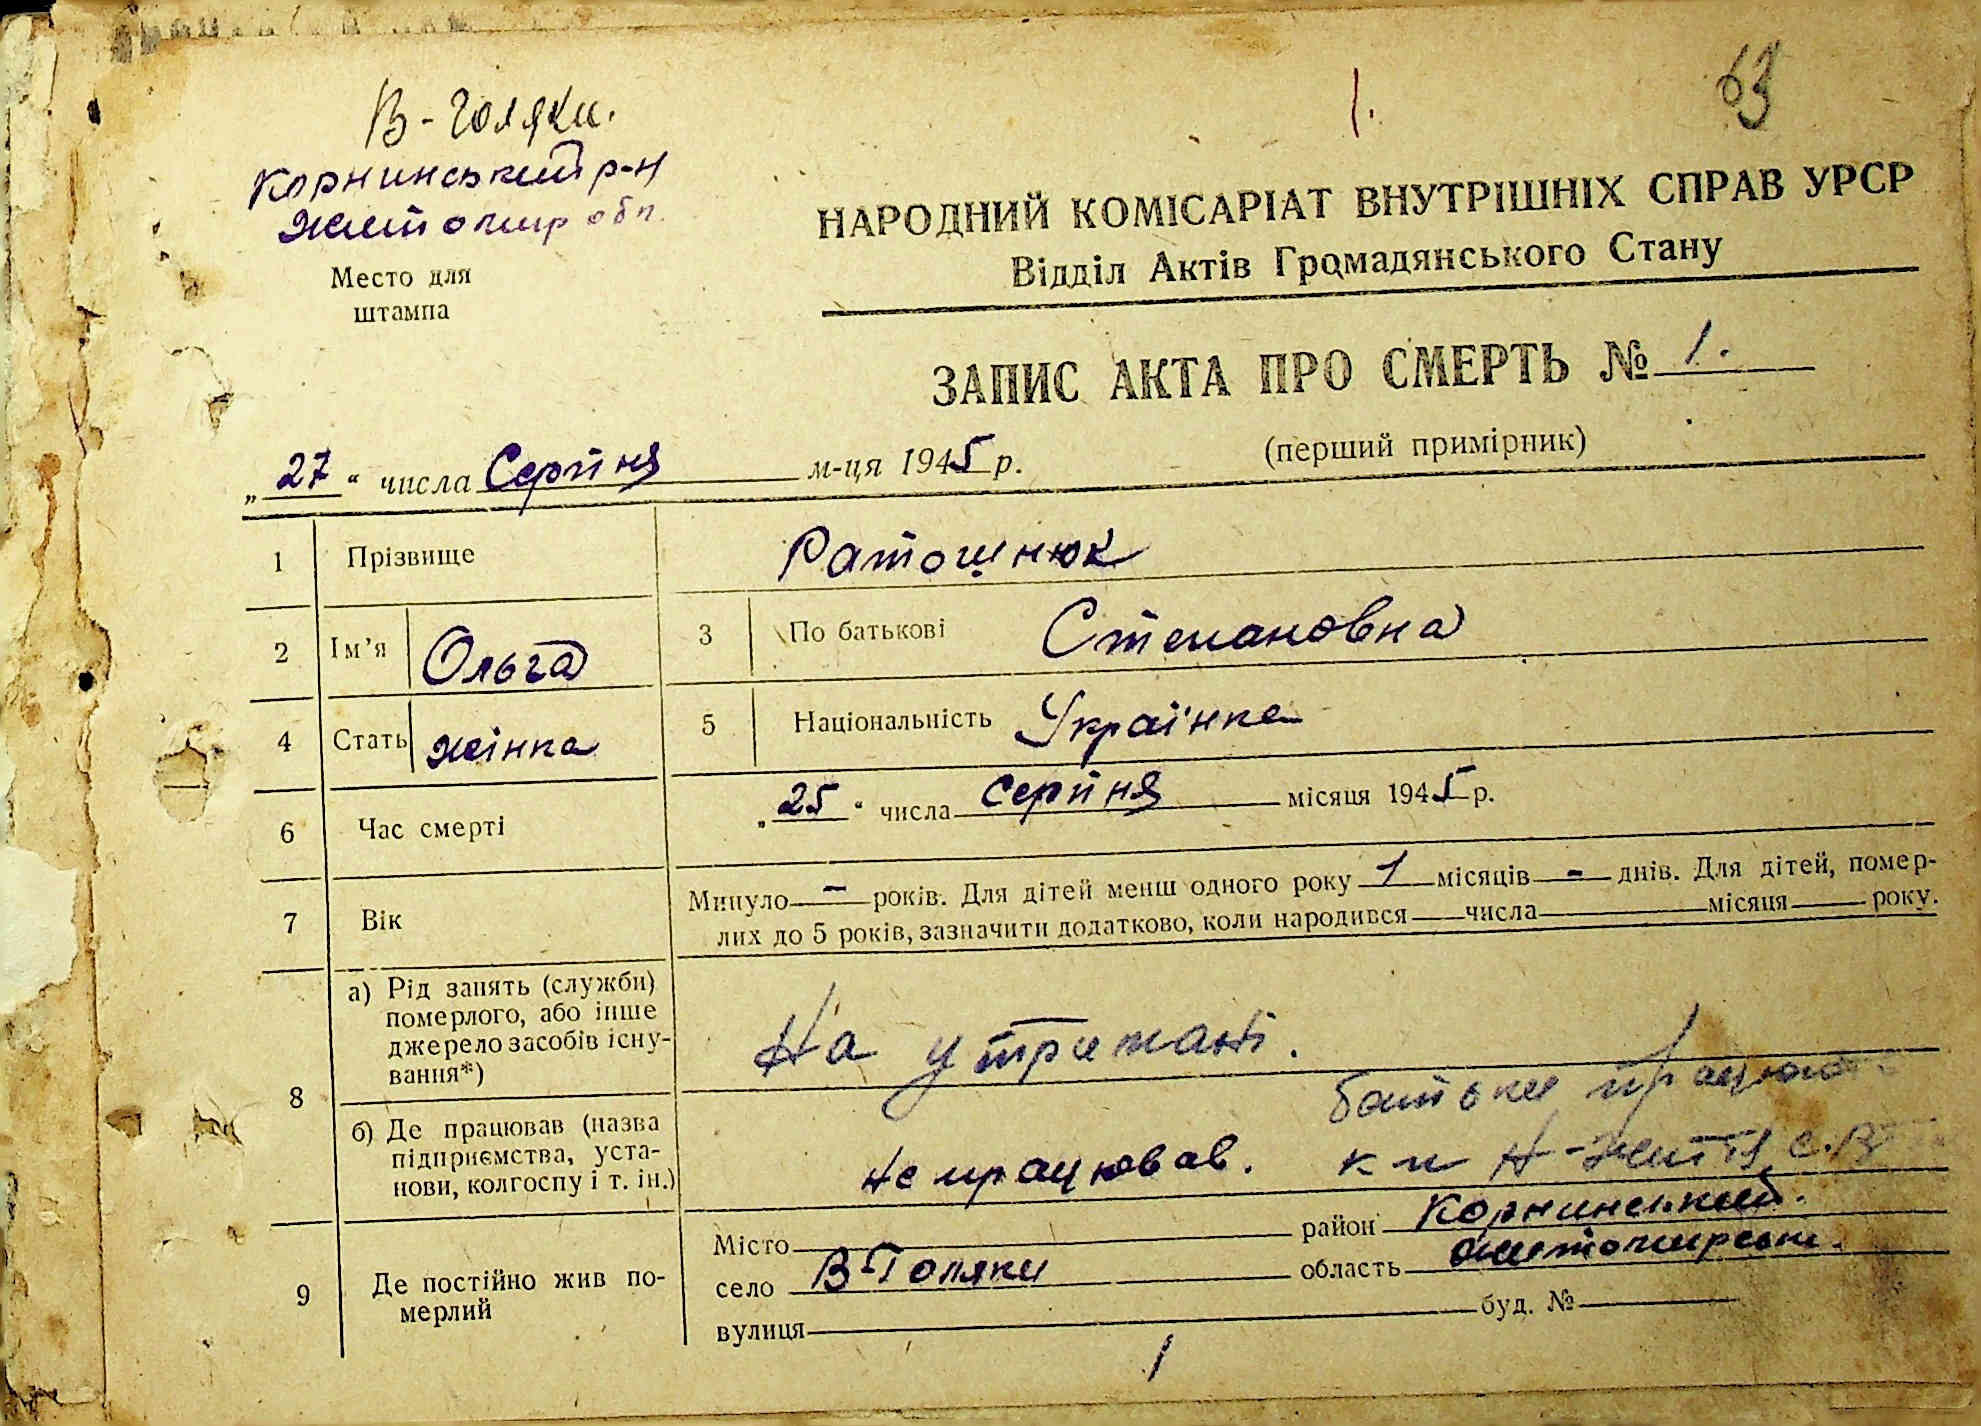 63
1.
В-Голяки.
Корнинський р-н
Житомир обл.
Место для
штампа
НАРОДНИЙ КОМІСАРІАТ ВНУТРІШНІХ СПРАВ УРСР
Відділ Актів Громадянського Стану
ЗАПИС АКТА ПРО СМЕРТЬ № 1.
(перший примірник)
„27“ числа Серпня м-ця 1945 р.
1 Прізвище Ратошнюк
2 Ім’я Ольга 3 По батькові Степановна
4 Стать жінка 5 Національність Українка
6 Час смерті „25“ числа серпня місяця 1945 р.
7 Вік Минуло - років. Для дітей менш одного року 1 місяців - днів. Для дітей, помер-
лих до 5 років, зазначити додатково, коли народився числа місяця року.
8 а) Рід занять (служби)
померлого, або інше
джерело засобів існу-
вання*)
На утрижані.
б) Де працював (назва
підприємства, уста-
нови, колгоспу і т. ін.)
не працював.
батьки
к-п Н-Життя с. В
9 Де постійно жив по-
мерлий
Місто район Корнинський.
село В-Голяки область Житомирськ.
вулиця буд. №
1